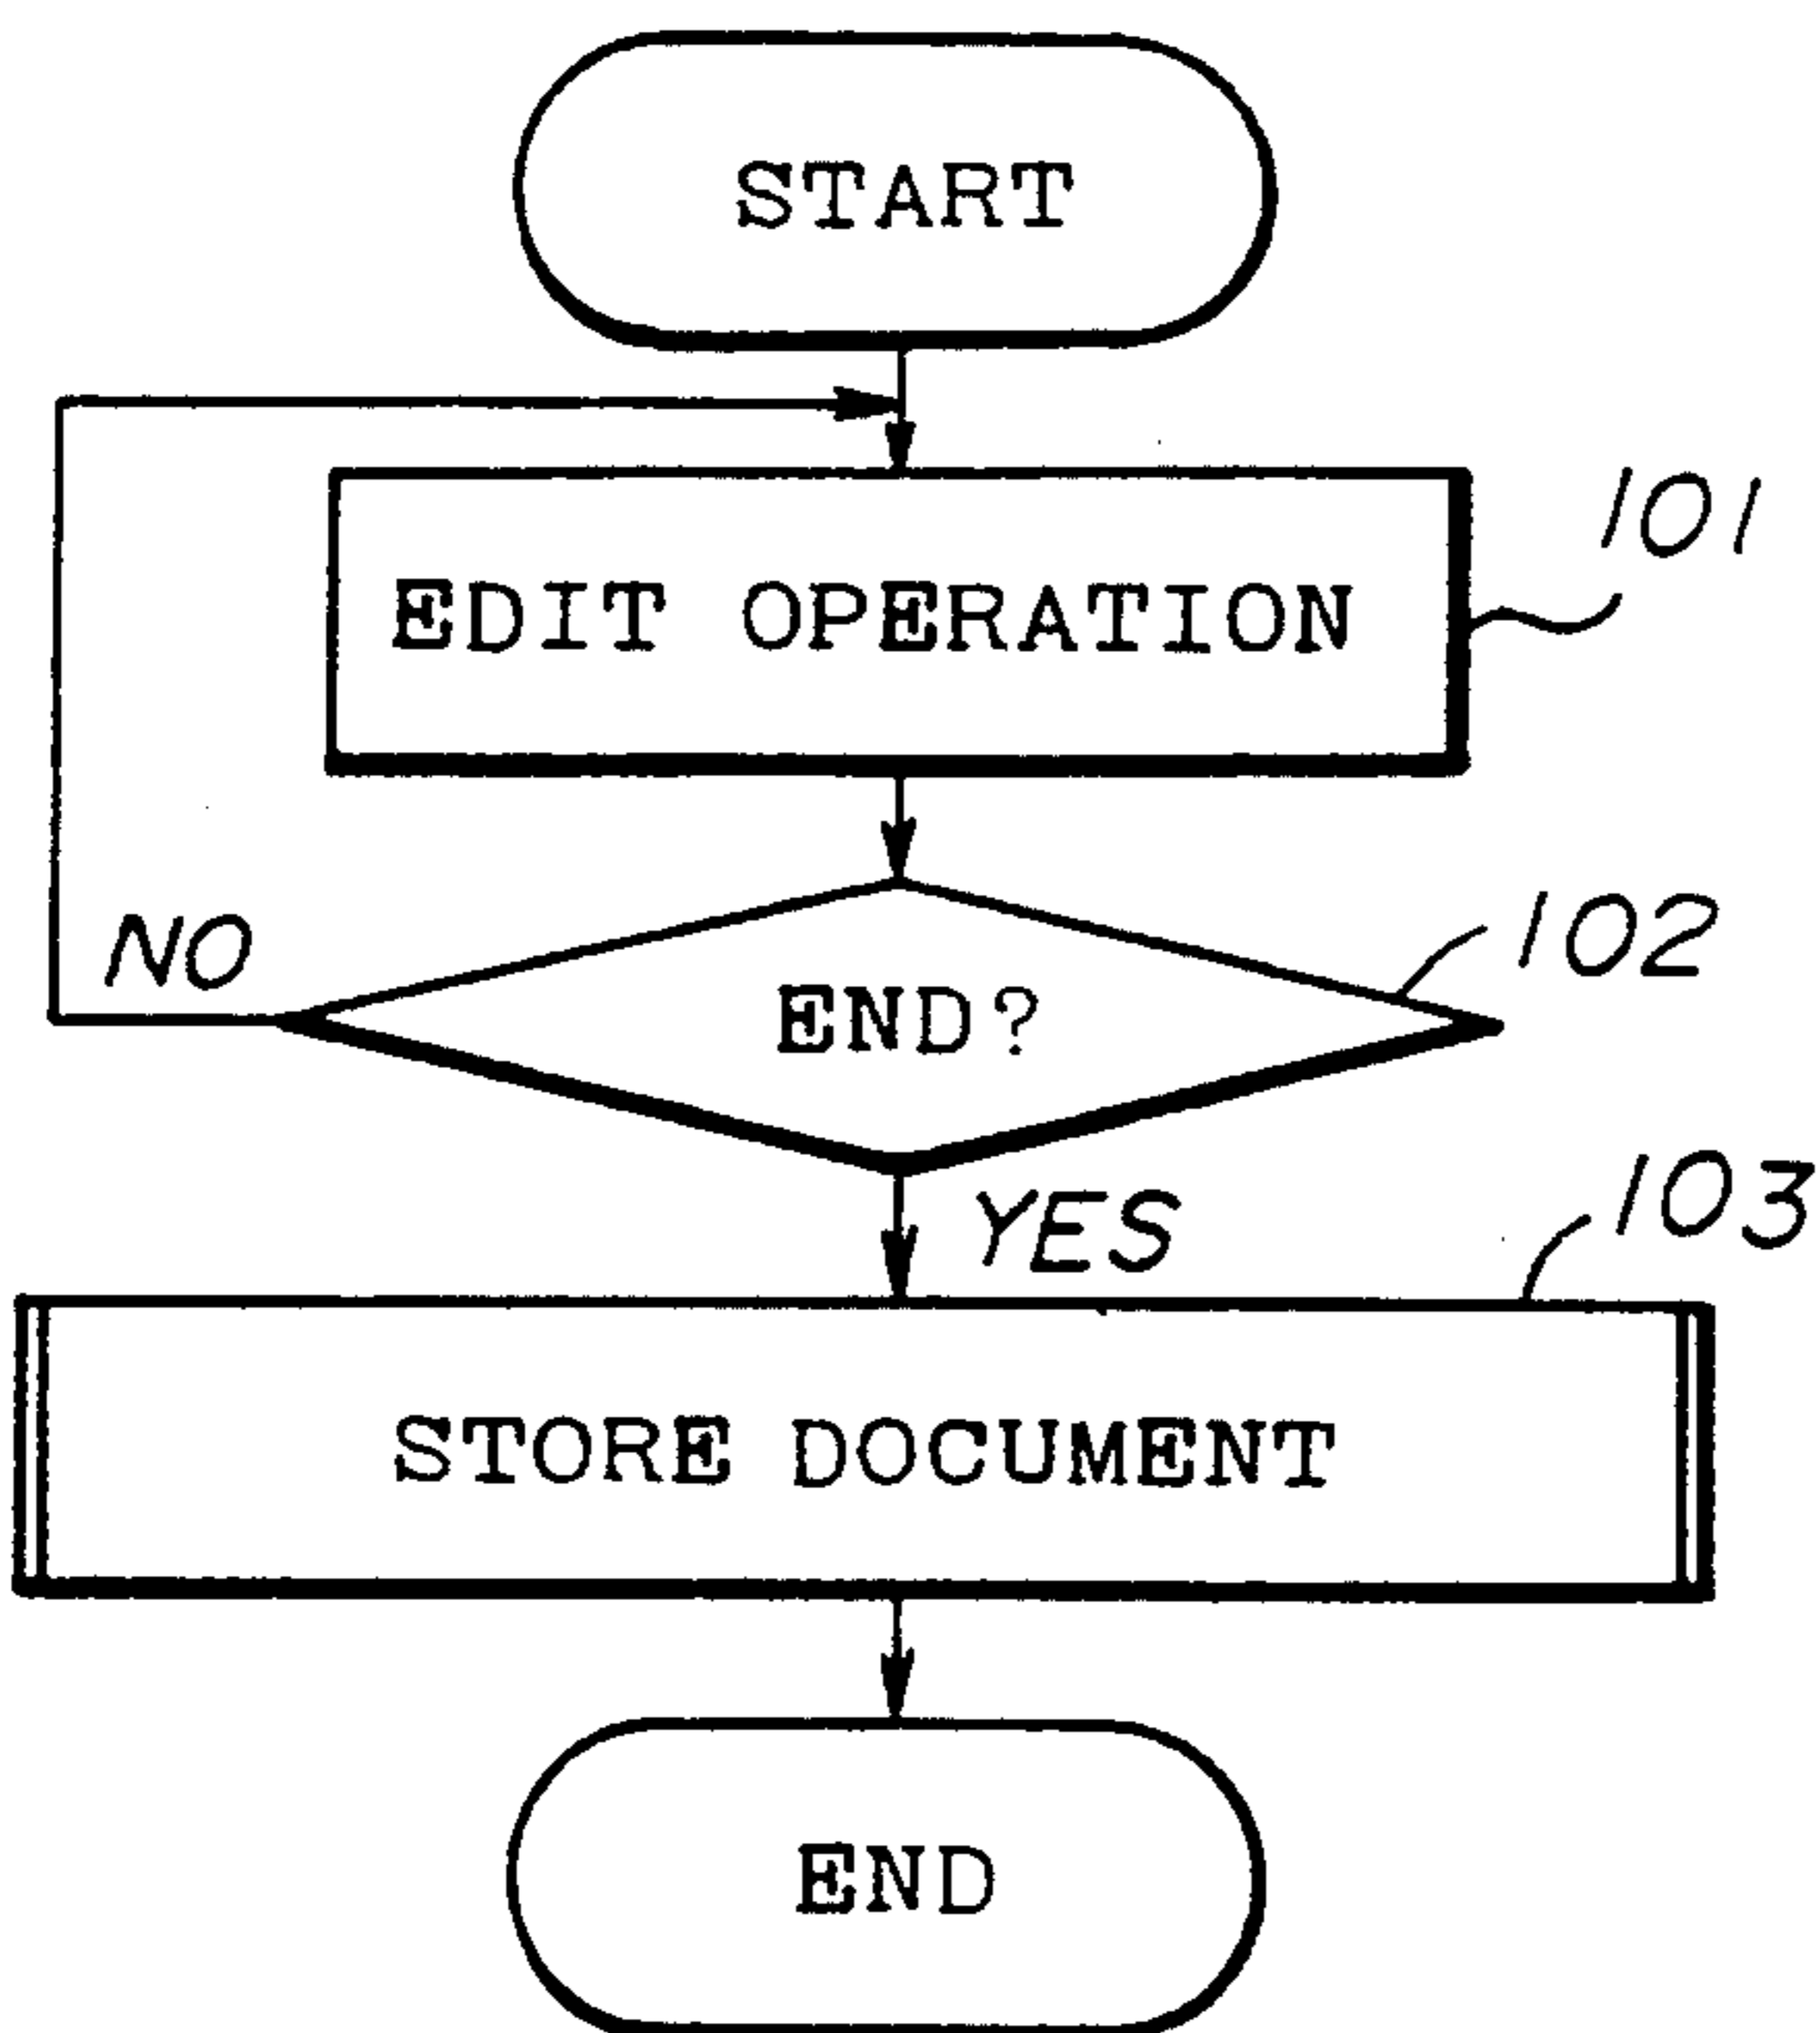 START
101
EDIT OPERATION
102
NO
END?
103
YES
STORE DOCUMENT
END